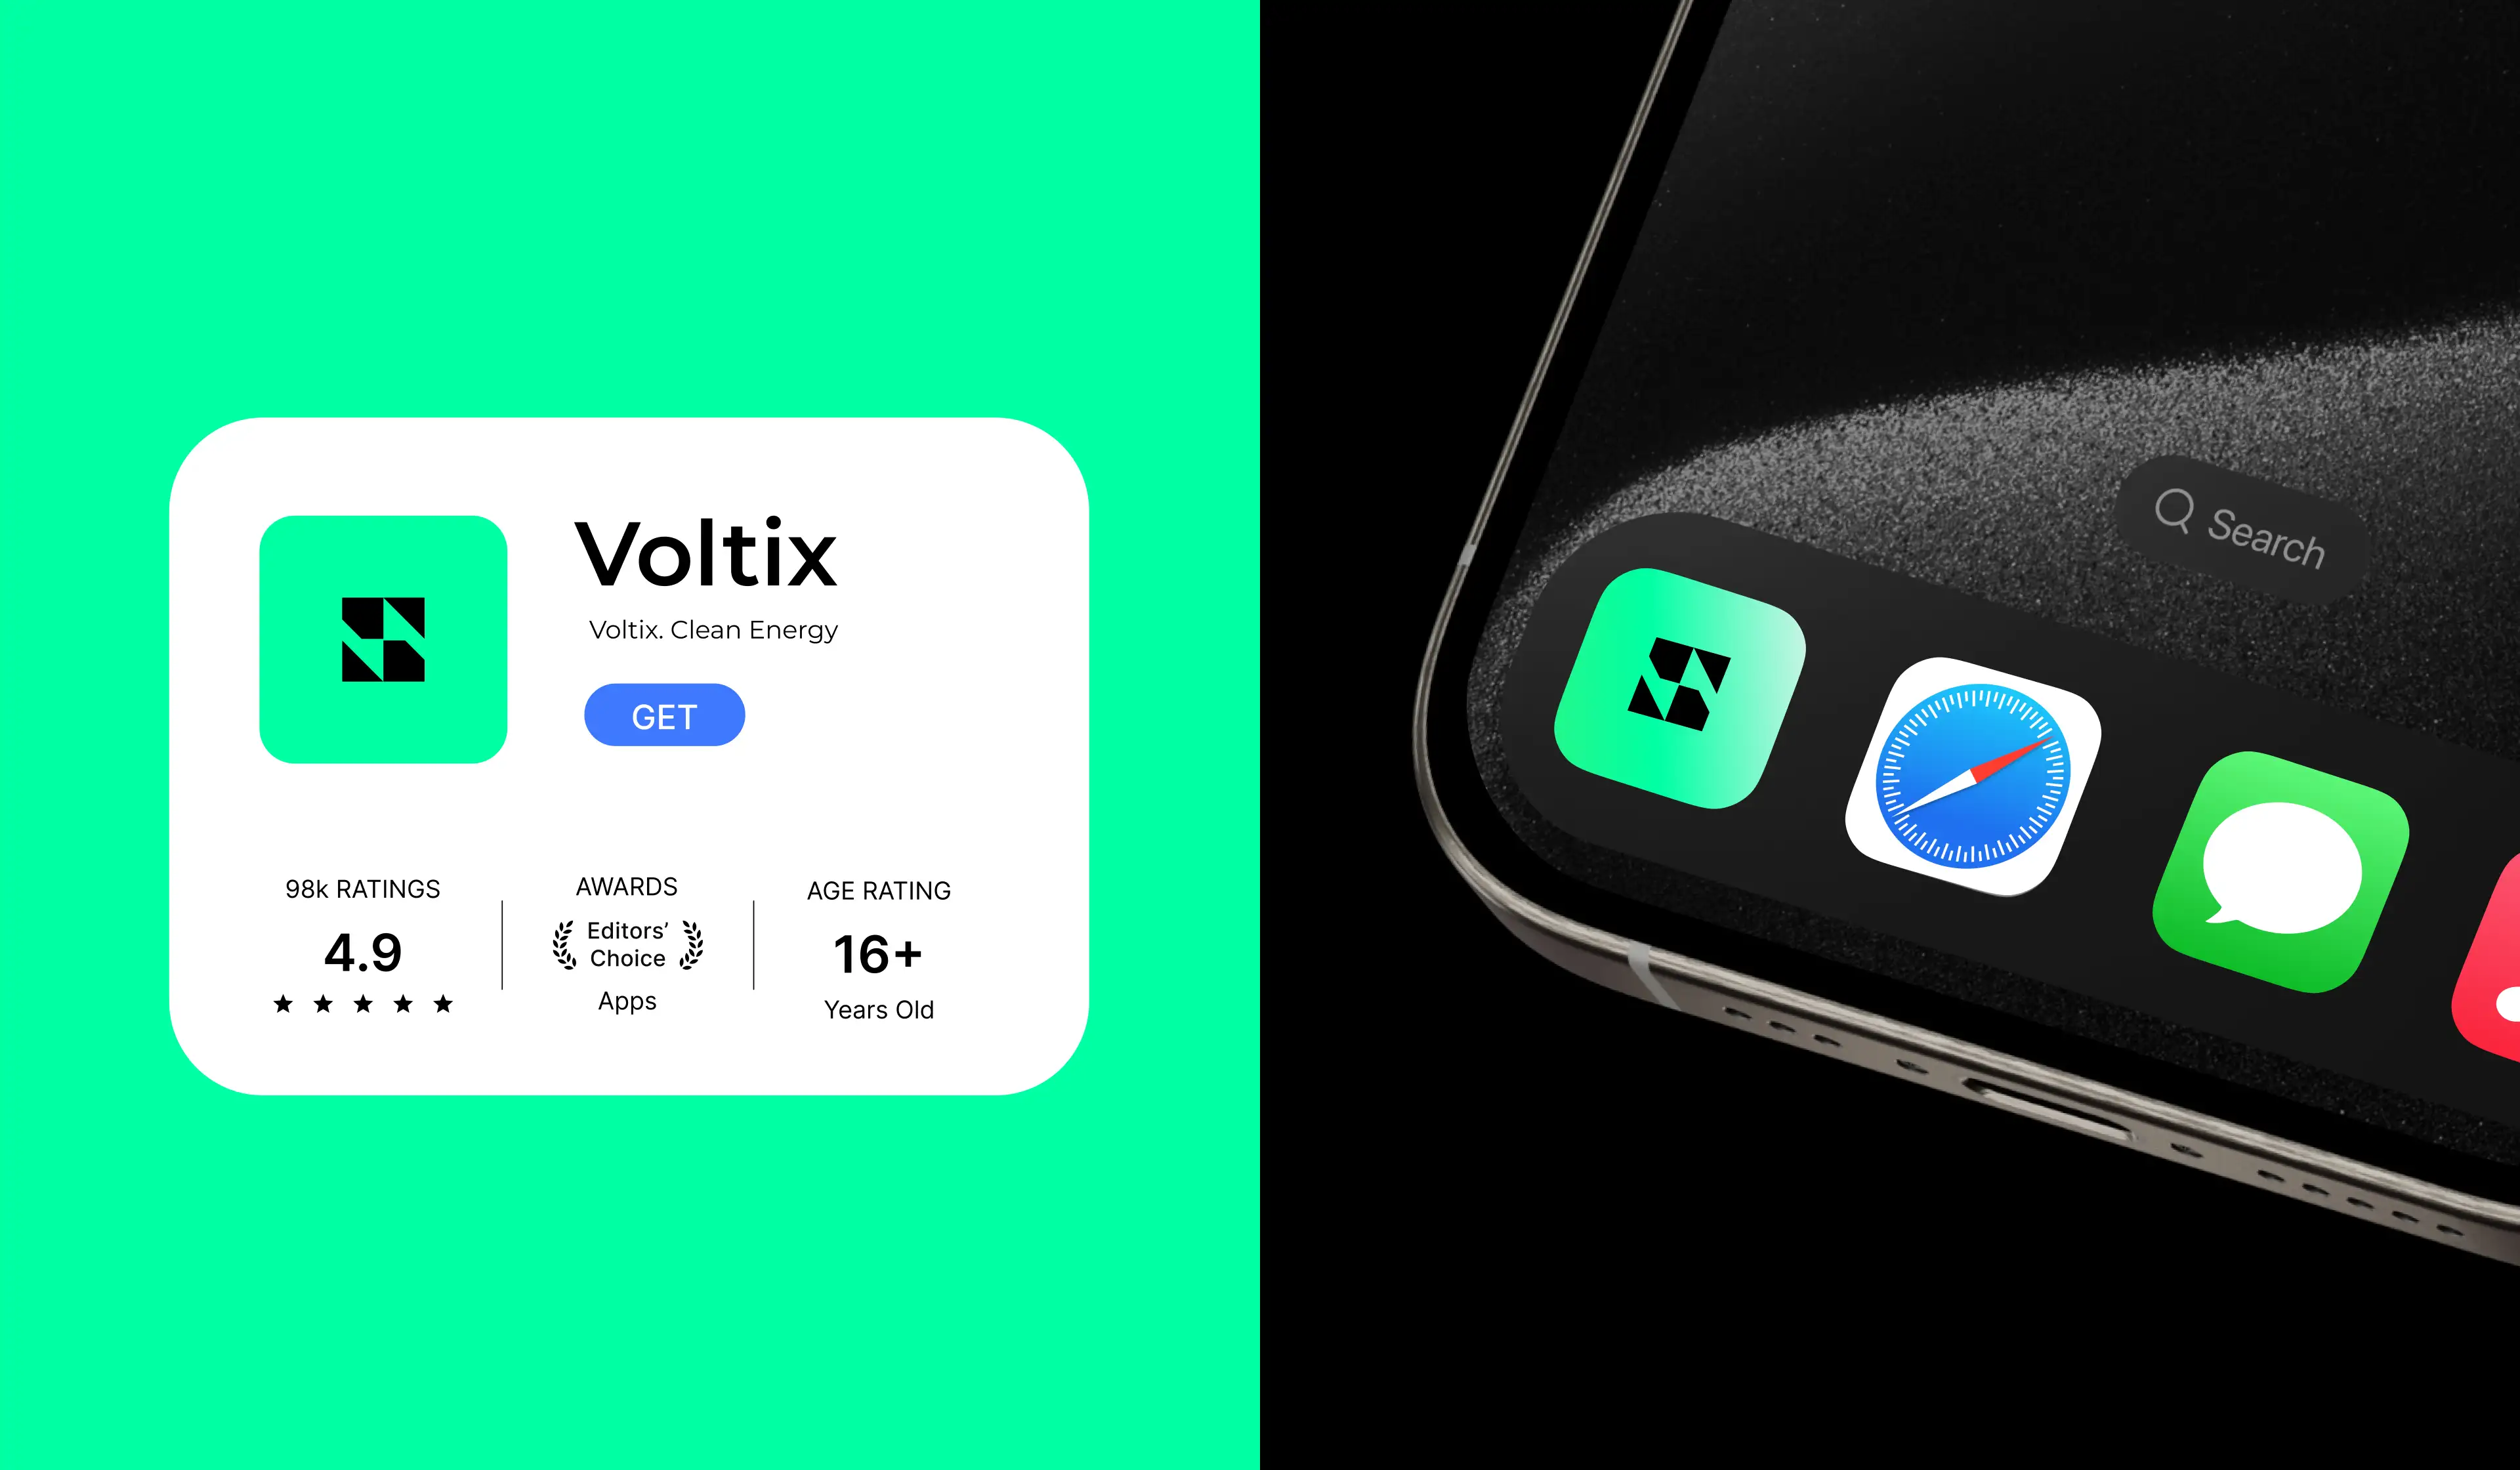 Voltix
Voltix. Clean Energy
GET
98k RATINGS
4.9
AWARDS
Editors’
Choice
Apps
AGE RATING
16+
Years Old
Search